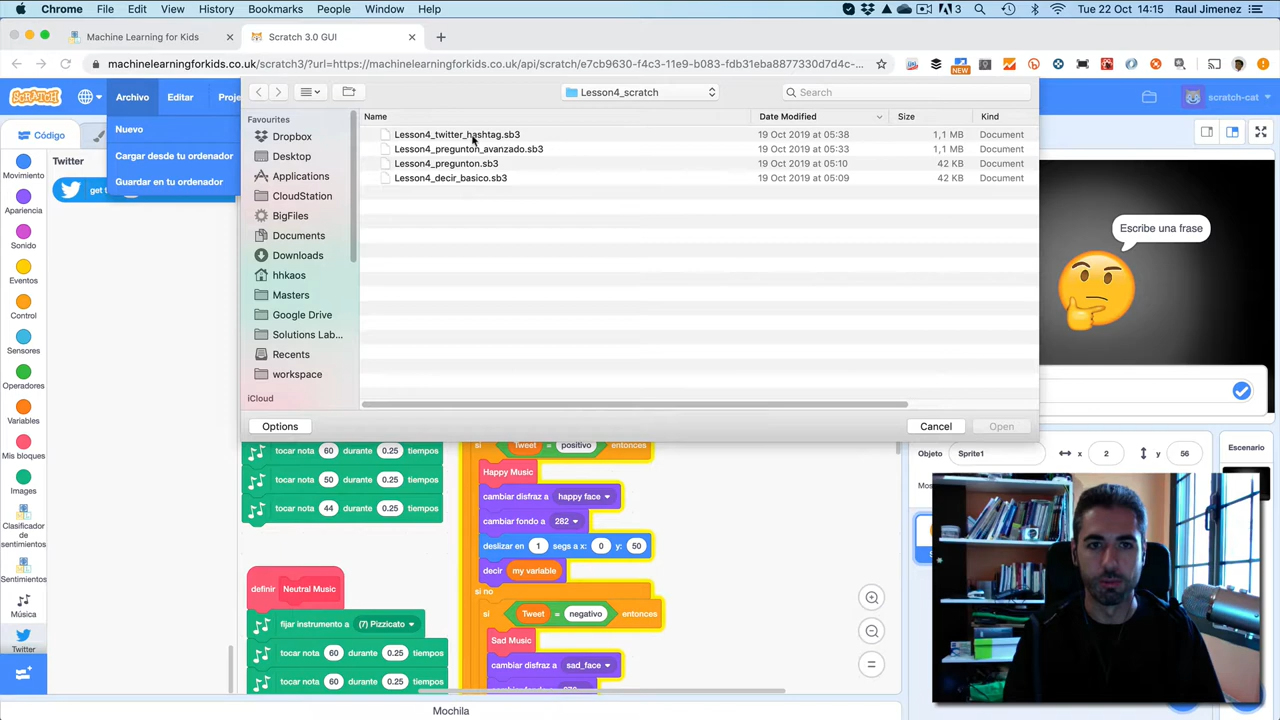 Chrome File Edit View History Bookmarks People Window Help
3 Tue 22 Oct 14:15 Raul Jimenez
Machine Learning for Kids
Scratch 3.0 GUI
machinelearningforkids.co.uk/scratch3/?url=https://machinelearningforkids.co.uk/api/scratch/e7cb9630-f4c3-11e9-b083-fdb31eba8877330d7d4c-...
NEW
SCRATCH Archivo Editar Proje
scratch-cat
Lesson4_scratch
Search
Favourites
Dropbox
Desktop
Applications
CloudStation
BigFiles
Documents
Downloads
hhkaos
Masters
Google Drive
Solutions Lab...
Recents
workspace
iCloud
Name Date Modified Size Kind
Lesson4_twitter_hashtag.sb3 19 Oct 2019 at 05:38 1,1 MB Document
Lesson4_pregunton_avanzado.sb3 19 Oct 2019 at 05:33 1,1 MB Document
Lesson4_pregunton.sb3 19 Oct 2019 at 05:10 42 KB Document
Lesson4_decir_basico.sb3 19 Oct 2019 at 05:09 42 KB Document
Options
Cancel Open
Nuevo
Cargar desde tu ordenador
Guardar en tu ordenador
Código
Twitter
get t
Movimiento
Apariencia
Sonido
Eventos
Control
Sensores
Operadores
Variables
Mis bloques
Images
Clasificador de sentimientos
Sentimientos
Música
Twitter
tocar nota 60 durante 0.25 tiempos
tocar nota 50 durante 0.25 tiempos
tocar nota 44 durante 0.25 tiempos
definir Neutral Music
fijar instrumento a (7) Pizzicato
tocar nota 60 durante 0.25 tiempos
tocar nota 60 durante 0.25 tiempos
si Tweet = positivo entonces
Happy Music
cambiar disfraz a happy face
cambiar fondo a 282
deslizar en 1 segs a x: 0 y: 50
decir my variable
si no
si Tweet = negativo entonces
Sad Music
cambiar disfraz a sad_face
Escribe una frase
Objeto Sprite1 x 2 y 56
Escenario
Mochila